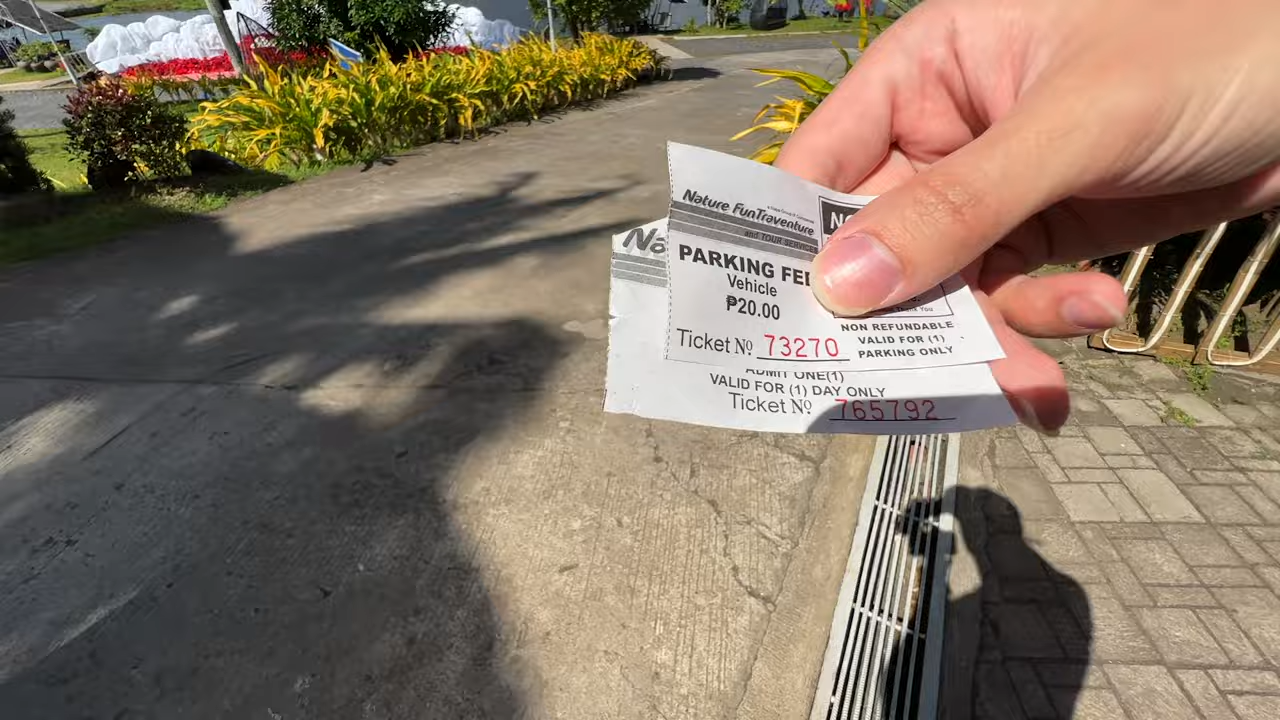 Nature FunTraventure
and TOUR SERVICES
PARKING FEE
Vehicle
₱20.00
Ticket № 73270
NON REFUNDABLE
VALID FOR (1)
PARKING ONLY
ADMIT ONE(1)
VALID FOR (1) DAY ONLY
Ticket № 765792